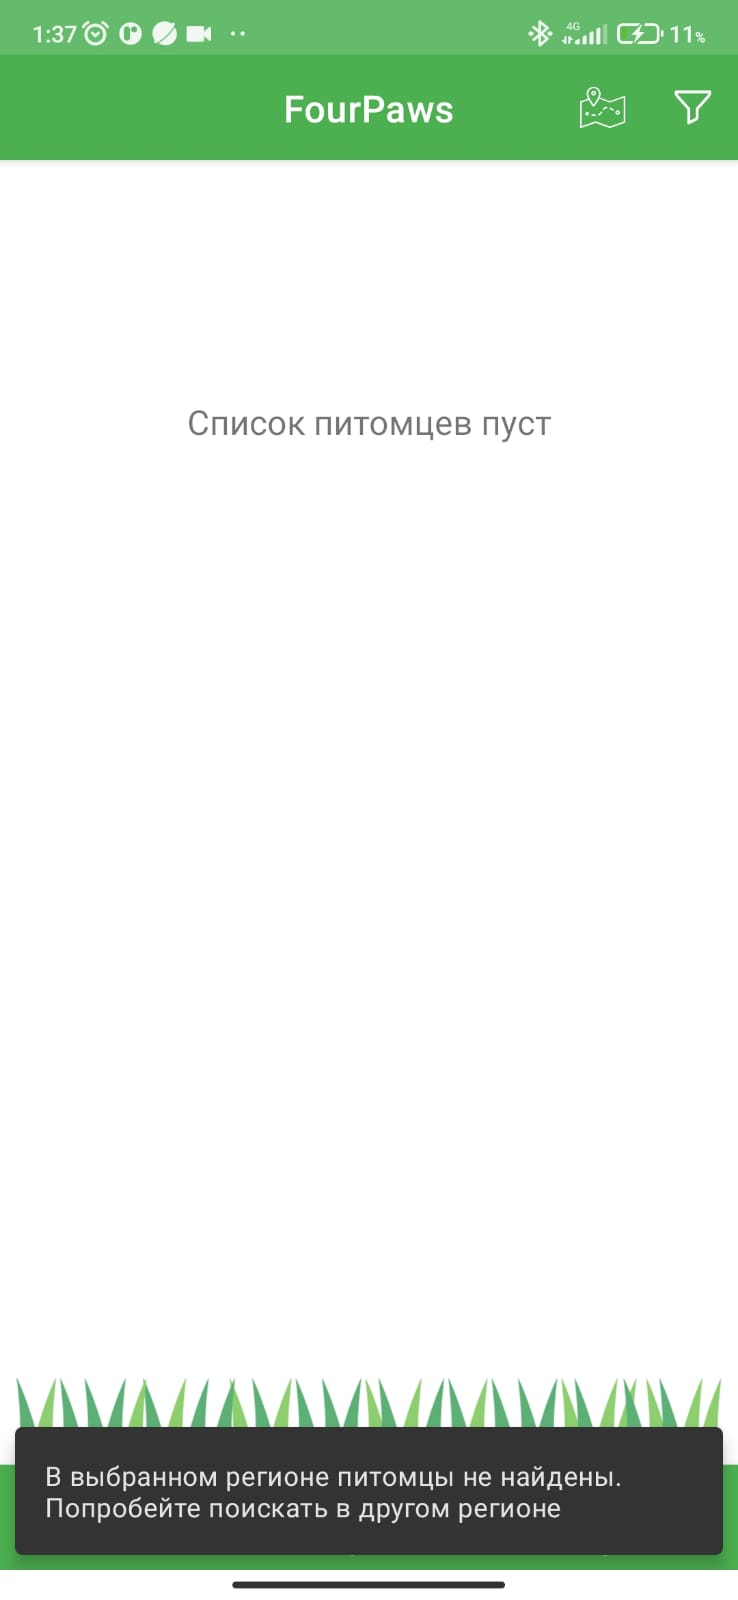 1:37 4G 11%
FourPaws
Список питомцев пуст
В выбранном регионе питомцы не найдены.
Попробейте поискать в другом регионе